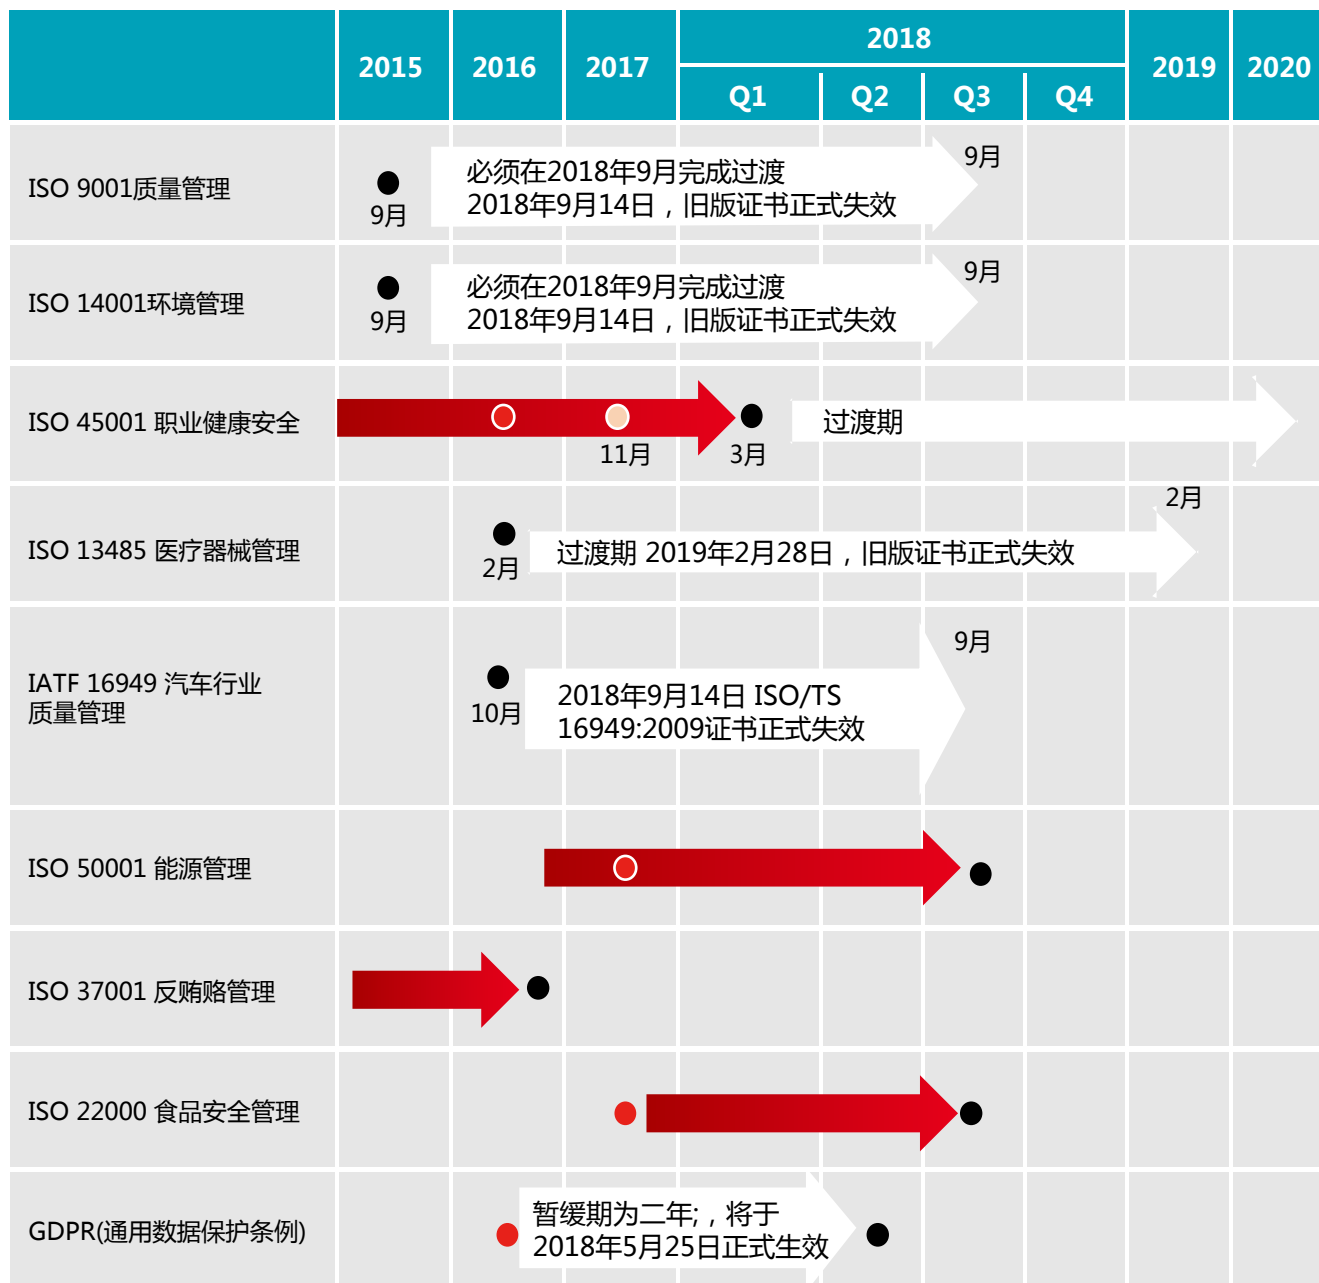 2015
2016
2017
2018
2019
2020
Q1
Q2
Q3
Q4
ISO 9001质量管理
9月
必须在2018年9月完成过渡
2018年9月14日，旧版证书正式失效
9月
ISO 14001环境管理
9月
必须在2018年9月完成过渡
2018年9月14日，旧版证书正式失效
9月
ISO 45001 职业健康安全
11月
3月
过渡期
ISO 13485 医疗器械管理
2月
过渡期 2019年2月28日，旧版证书正式失效
2月
IATF 16949 汽车行业
质量管理
10月
2018年9月14日 ISO/TS
16949:2009证书正式失效
9月
ISO 50001 能源管理
ISO 37001 反贿赂管理
ISO 22000 食品安全管理
GDPR(通用数据保护条例)
暂缓期为二年;，将于
2018年5月25日正式生效